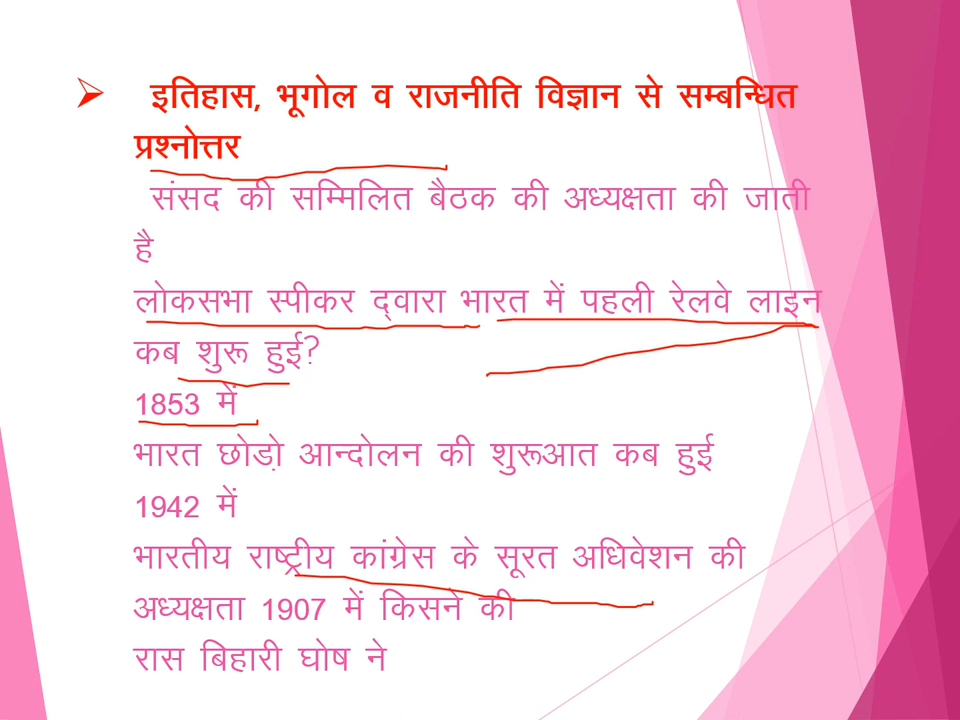 इतिहास, भूगोल व राजनीति विज्ञान से सम्बन्धित
प्रश्नोत्तर
संसद की सम्मिलित बैठक की अध्यक्षता की जाती
है
लोकसभा स्पीकर द्वारा भारत में पहली रेलवे लाइन
कब शुरू हुई?
1853 में
भारत छोडा़े आन्दोलन की शुरूआत कब हुई
1942 में
भारतीय राष्ट्रीय कांग्रेस के सूरत अधिवेशन की
अध्यक्षता 1907 में किसने की
रास बिहारी घोष ने